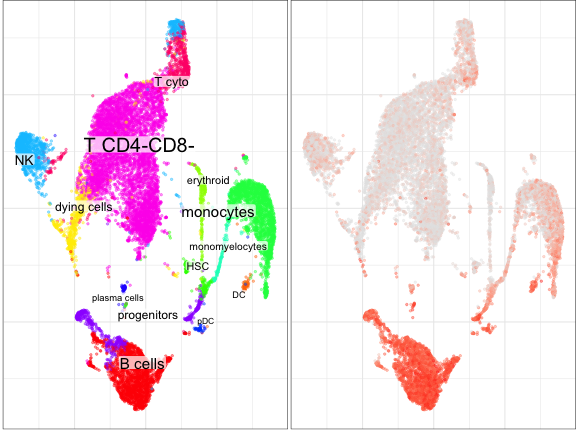 T cyto
T CD4-CD8-
NK
erythroid
dying cells
monocytes
monomyelocytes
HSC
DC
plasma cells
progenitors
pDC
B cells